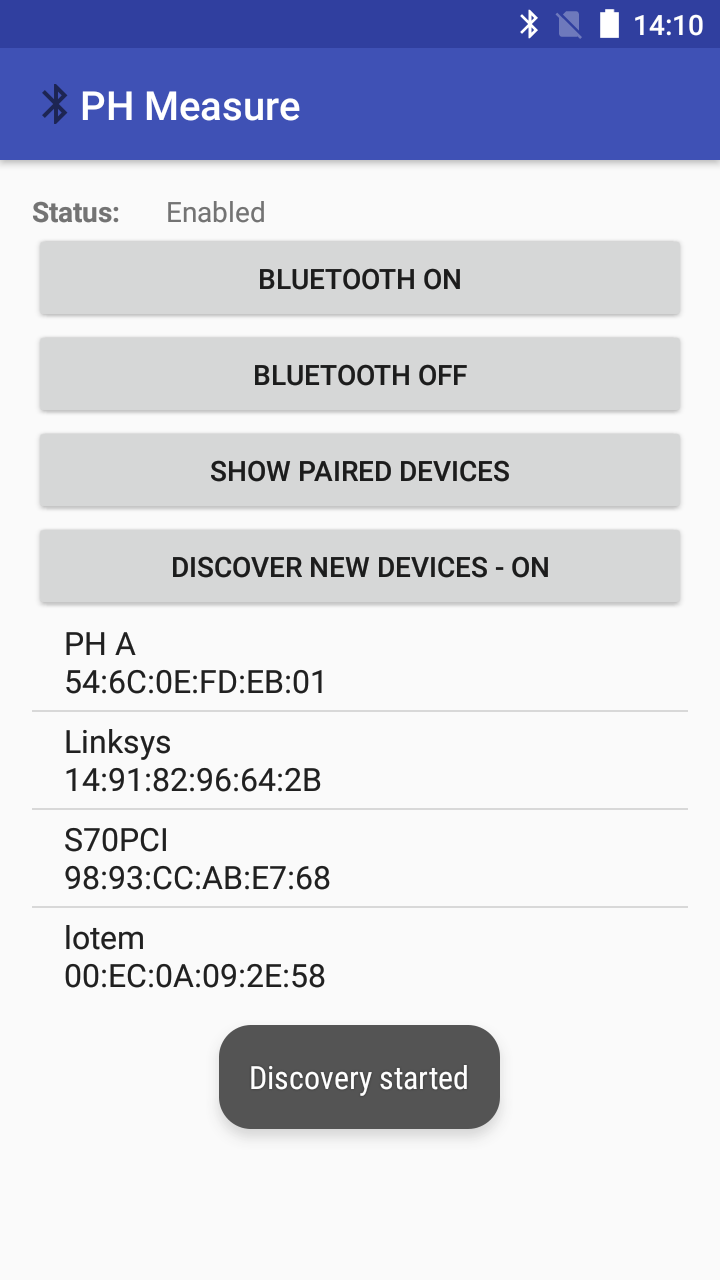 14:10
PH Measure
Status: Enabled
BLUETOOTH ON
BLUETOOTH OFF
SHOW PAIRED DEVICES
DISCOVER NEW DEVICES - ON
PH A
54:6C:0E:FD:EB:01
Linksys
14:91:82:96:64:2B
S70PCI
98:93:CC:AB:E7:68
lotem
00:EC:0A:09:2E:58
Discovery started